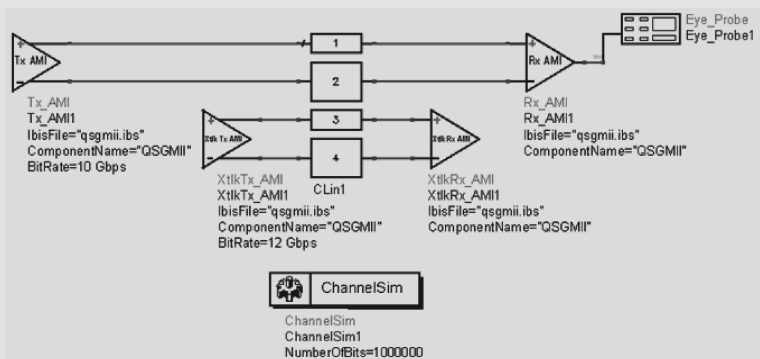 Eye_Probe
Eye_Probe1
+
Tx AMI
−
1
2
+
Rx AMI
−
Tx_AMI
Tx_AMI1
IbisFile="qsgmii.ibs"
ComponentName="QSGMII"
BitRate=10 Gbps
+
Xtlk Tx AMI
−
3
4
CLin1
+
Xtlk Rx AMI
−
Rx_AMI
Rx_AMI1
IbisFile="qsgmii.ibs"
ComponentName="QSGMII"
XtlkTx_AMI
XtlkTx_AMI1
IbisFile="qsgmii.ibs"
ComponentName="QSGMII"
BitRate=12 Gbps
XtlkRx_AMI
XtlkRx_AMI1
IbisFile="qsgmii.ibs"
ComponentName="QSGMII"
ChannelSim
ChannelSim
ChannelSim1
NumberOfBits=1000000